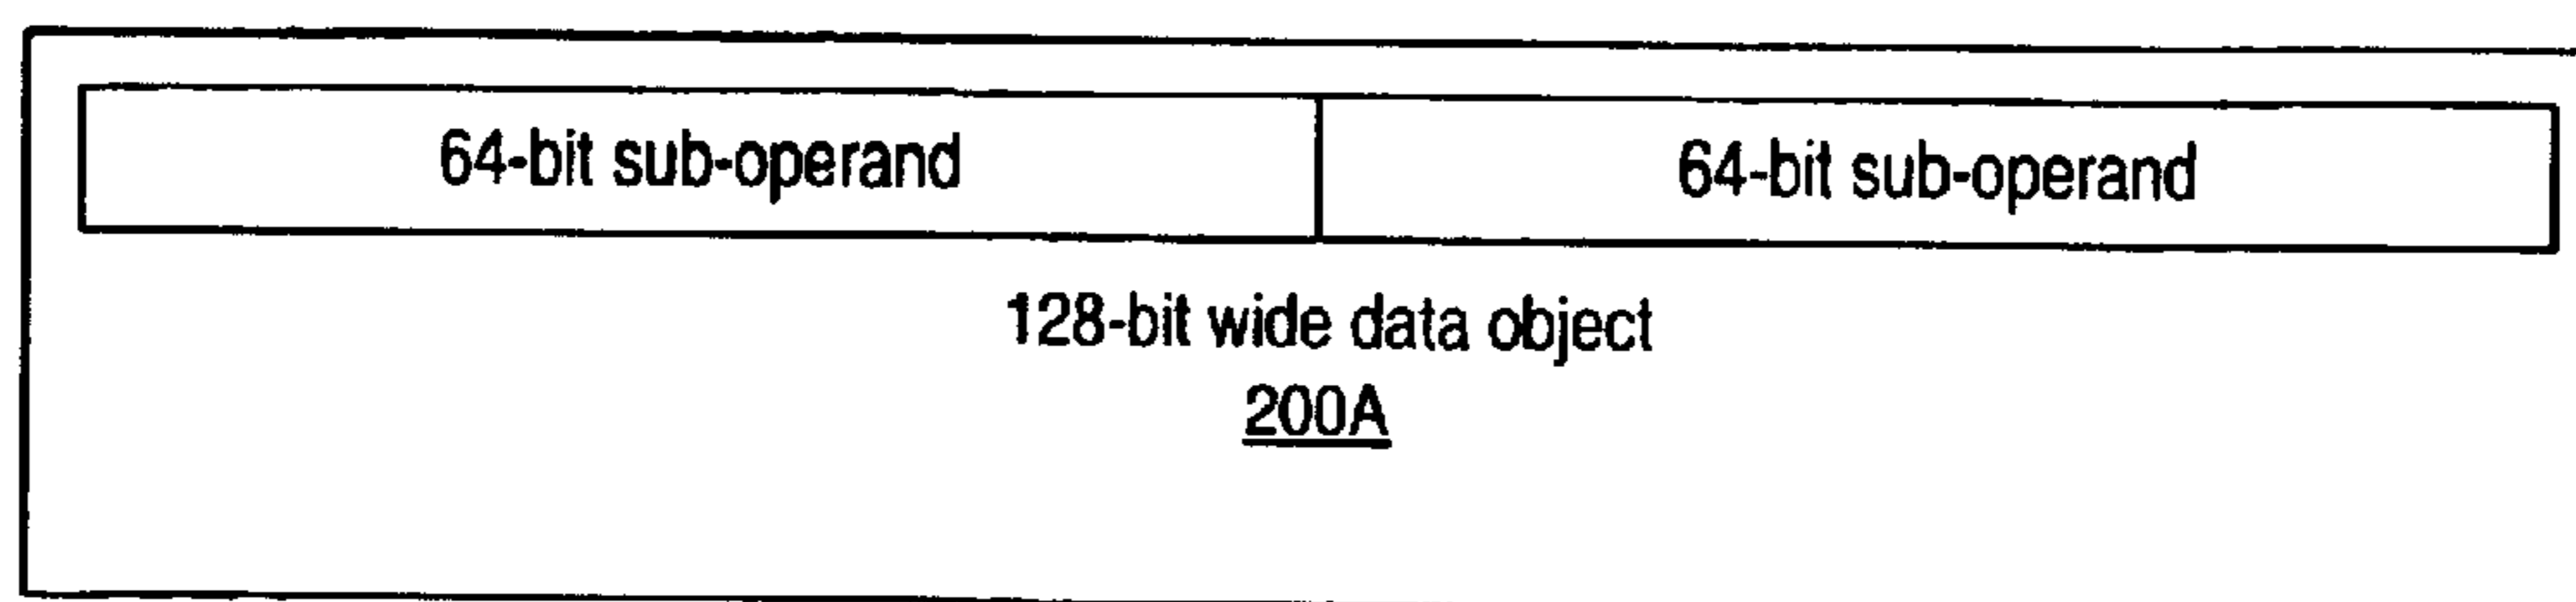 64-bit sub-operand 64-bit sub-operand
128-bit wide data object
200A